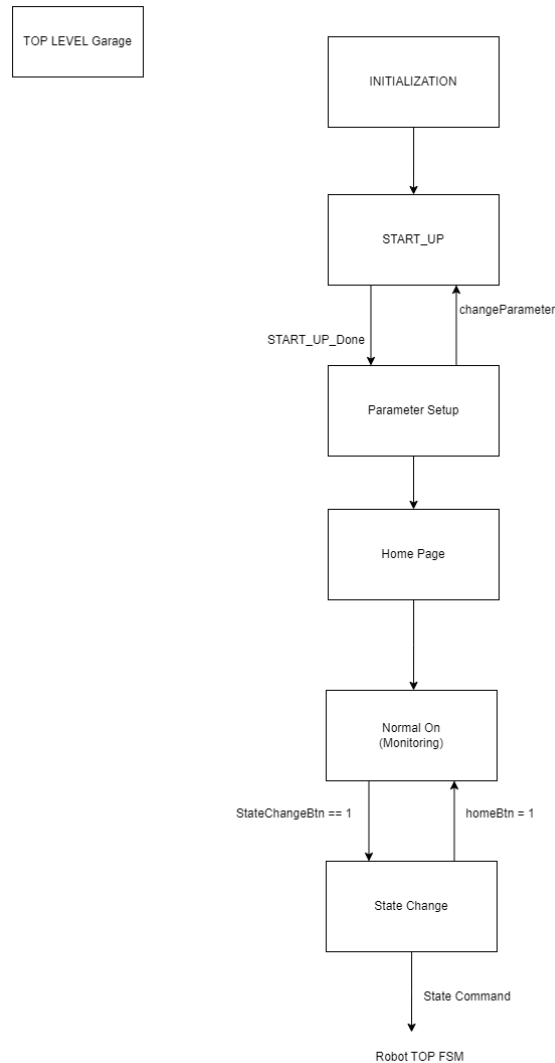 TOP LEVEL Garage
INITIALIZATION
START_UP
changeParameter
START_UP_Done
Parameter Setup
Home Page
Normal On
(Monitoring)
StateChangeBtn == 1
homeBtn = 1
State Change
State Command
Robot TOP FSM